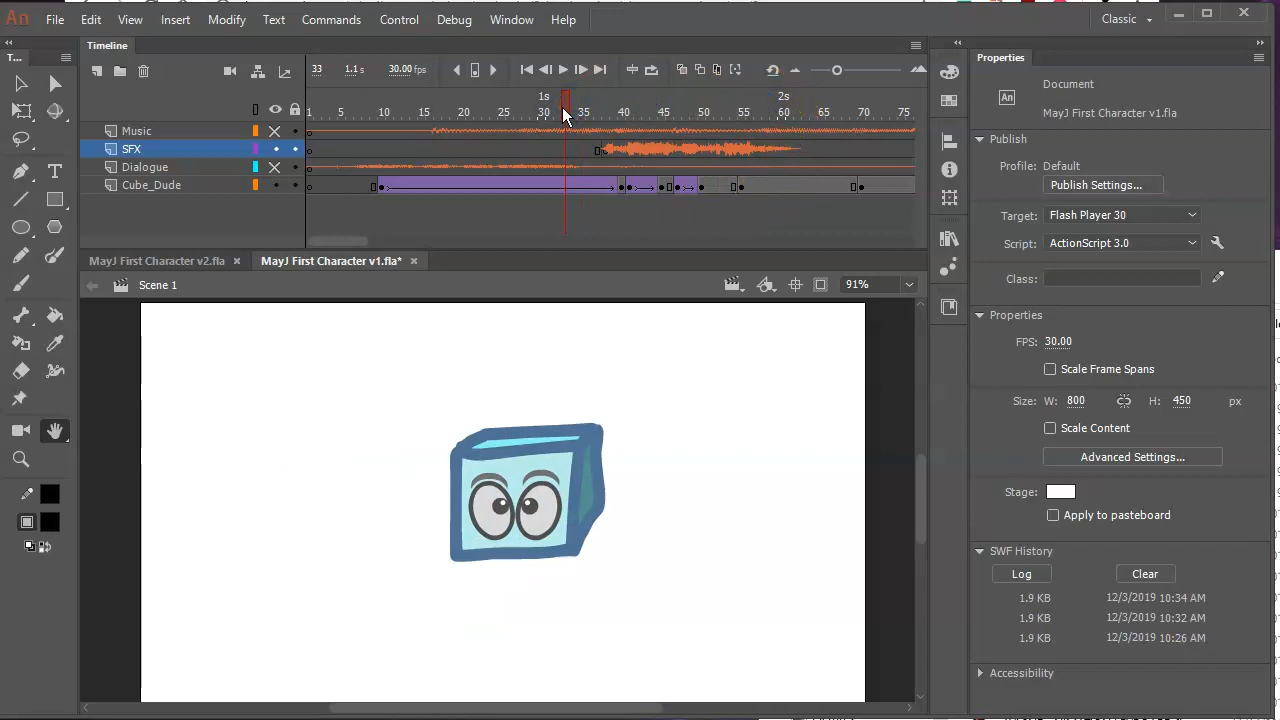 An File Edit View Insert Modify Text Commands Control Debug Window Help Classic
T... Timeline Properties
33 1.1 s 30.00 fps
1s 2s
1 5 10 15 20 25 30 35 40 45 50 55 60 65 70 75
Music
SFX
Dialogue
Cube_Dude
MayJ First Character v2.fla × MayJ First Character v1.fla* ×
Scene 1 91%
Document
An MayJ First Character v1.fla
Publish
Profile: Default
Publish Settings...
Target: Flash Player 30
Script: ActionScript 3.0
Class:
Properties
FPS: 30.00
Scale Frame Spans
Size: W: 800 H: 450 px
Scale Content
Advanced Settings...
Stage:
Apply to pasteboard
SWF History
Log Clear
1.9 KB 12/3/2019 10:34 AM
1.9 KB 12/3/2019 10:32 AM
1.9 KB 12/3/2019 10:26 AM
Accessibility